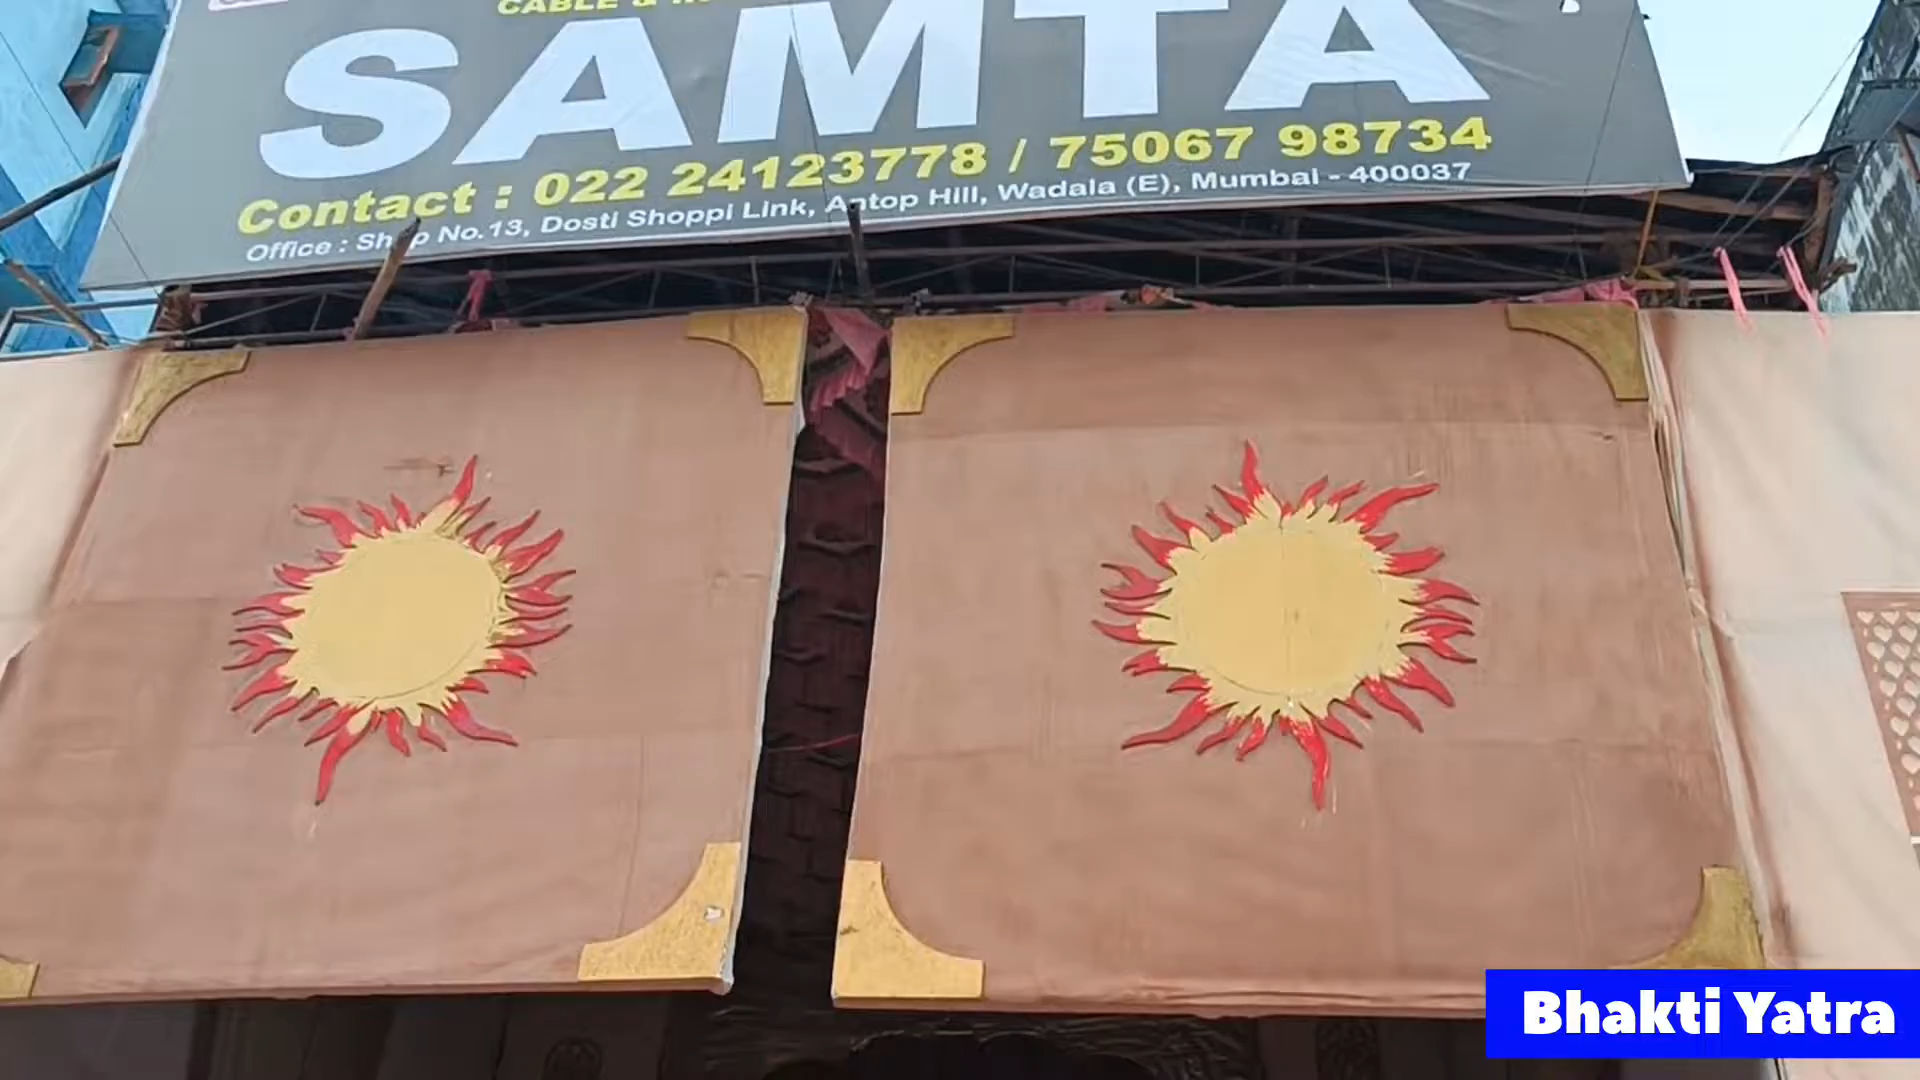 CABLE &
SAMTA
Contact : 022 24123778 / 75067 98734
Office : Shop No.13, Dosti Shoppi Link, Antop Hill, Wadala (E), Mumbai - 400037
Bhakti Yatra